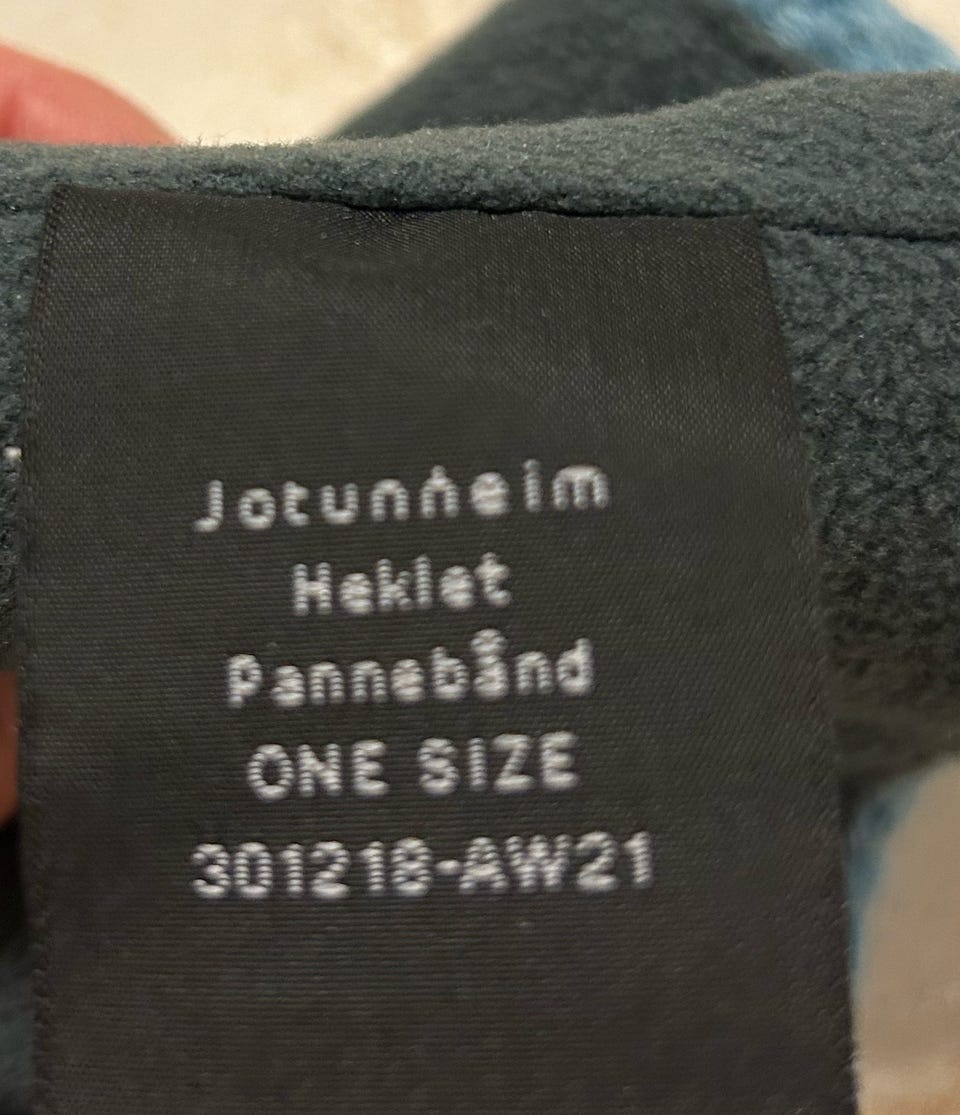 Jotunheim
Heklet
Pannebånd
ONE SIZE
301218-AW21